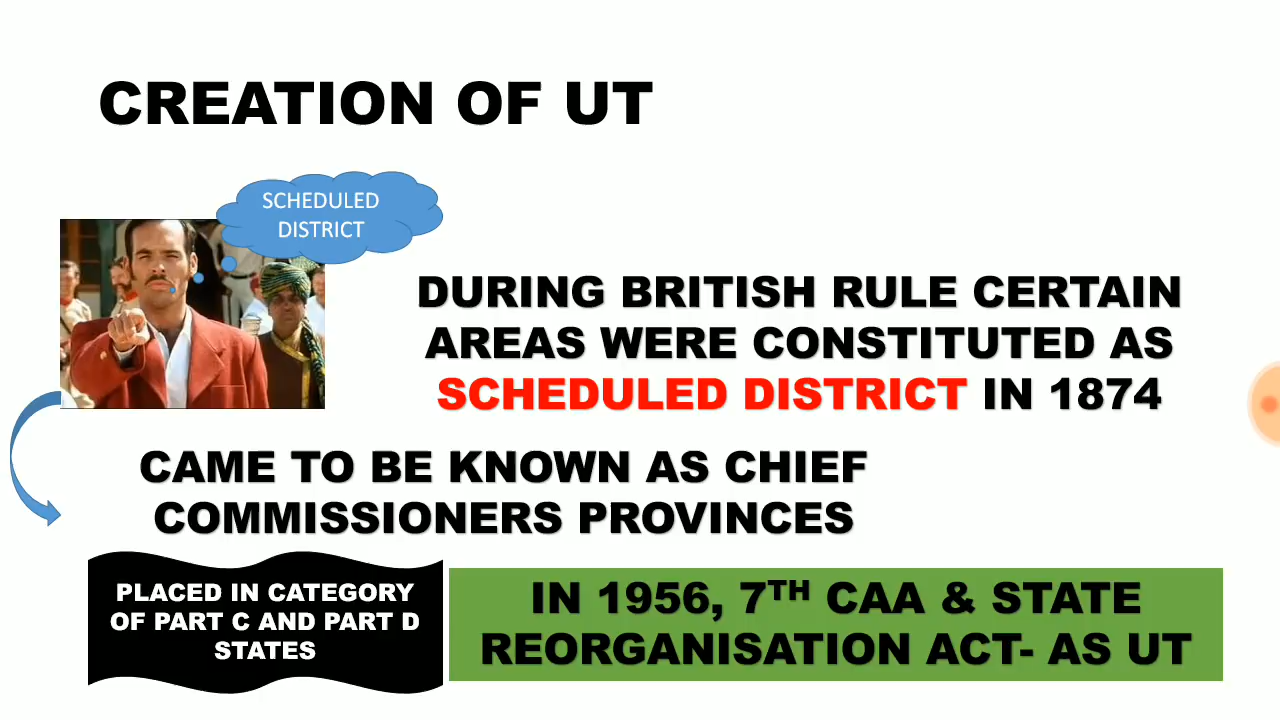 CREATION OF UT
SCHEDULED
DISTRICT
DURING BRITISH RULE CERTAIN
AREAS WERE CONSTITUTED AS
SCHEDULED DISTRICT IN 1874
CAME TO BE KNOWN AS CHIEF
COMMISSIONERS PROVINCES
PLACED IN CATEGORY
OF PART C AND PART D
STATES
IN 1956, 7TH CAA & STATE
REORGANISATION ACT- AS UT